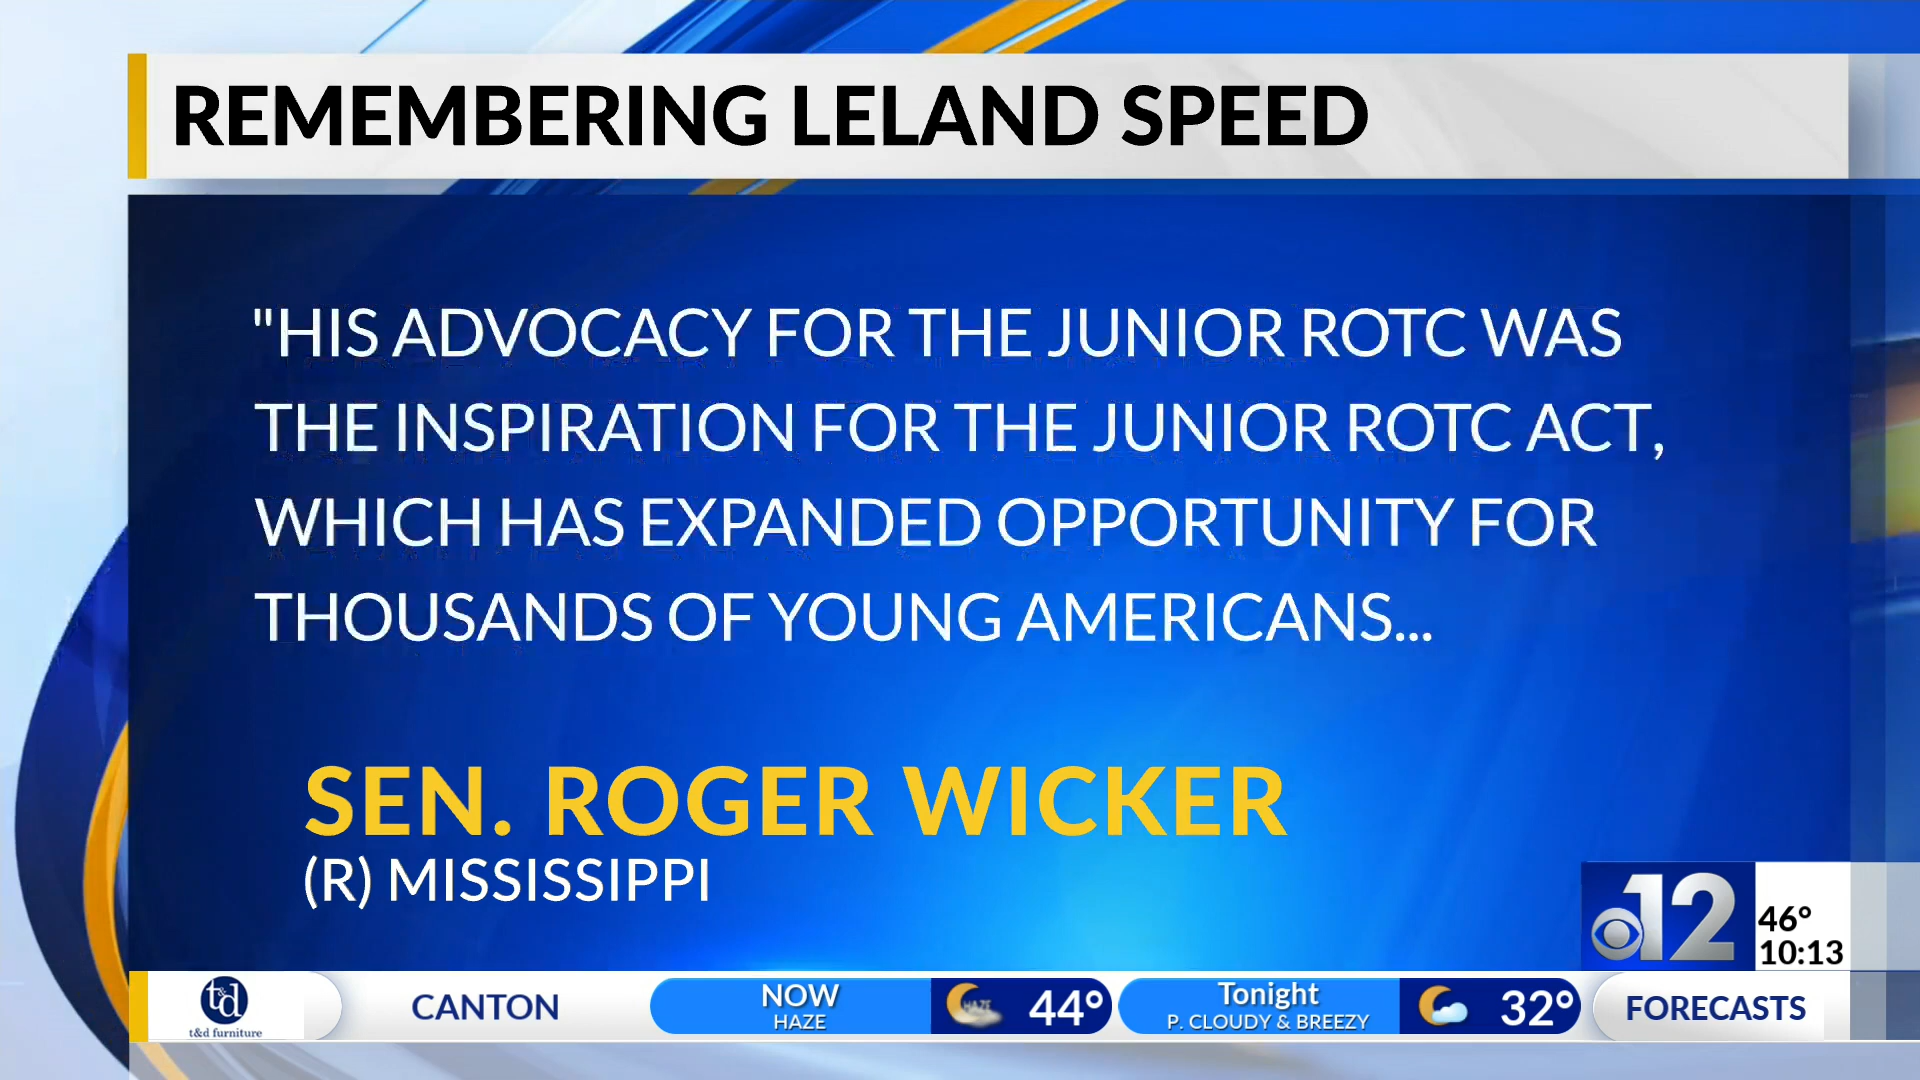 REMEMBERING LELAND SPEED
"HIS ADVOCACY FOR THE JUNIOR ROTC WAS
THE INSPIRATION FOR THE JUNIOR ROTC ACT,
WHICH HAS EXPANDED OPPORTUNITY FOR
THOUSANDS OF YOUNG AMERICANS...
SEN. ROGER WICKER
(R) MISSISSIPPI
12
46°
10:13
t&d
t&d furniture
CANTON
NOW
HAZE
HAZE
44°
Tonight
P. CLOUDY & BREEZY
32°
FORECASTS